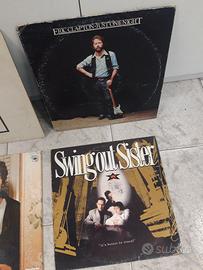 ERIC CLAPTON JUST ONE NIGHT
Swing out Sister
"it's better to travel"
subito